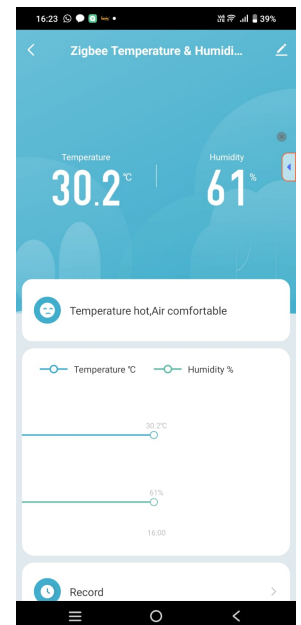 16:23 39%
Zigbee Temperature & Humidi...
Temperature Humidity
30.2℃ 61%
Temperature hot,Air comfortable
Temperature ℃ Humidity %
30.2℃
61%
16:00
Record